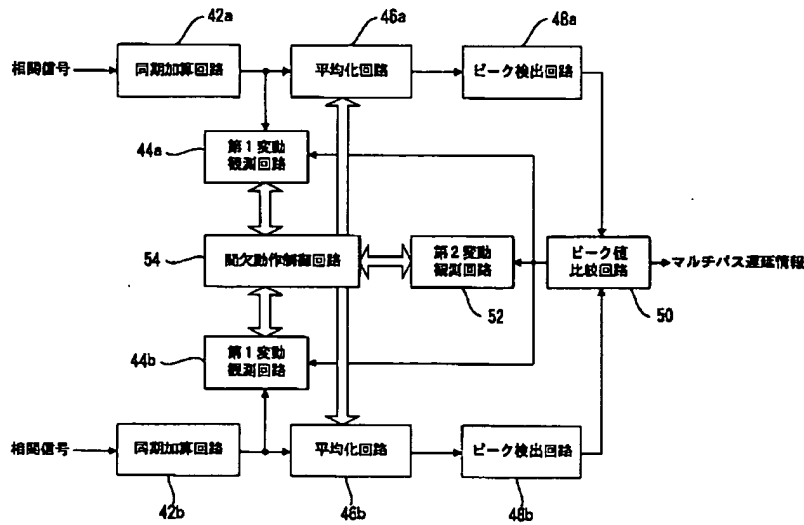 42a
46a
48a
相関信号
同期加算回路
平均化回路
ピーク検出回路
44a
第1変動
観測回路
54
間欠動作制御回路
第2変動
観測回路
52
ピーク値
比較回路
50
マルチパス遅延情報
44b
第1変動
観測回路
相関信号
同期加算回路
平均化回路
ピーク検出回路
42b
46b
48b